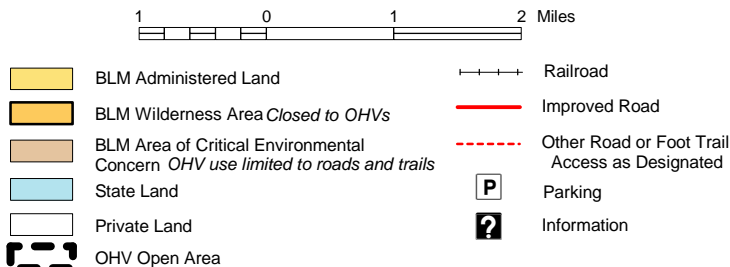 1 0 1 2 Miles
BLM Administered Land
BLM Wilderness Area Closed to OHVs
BLM Area of Critical Environmental
Concern OHV use limited to roads and trails
State Land
Private Land
OHV Open Area
Railroad
Improved Road
Other Road or Foot Trail
Access as Designated
P Parking
? Information